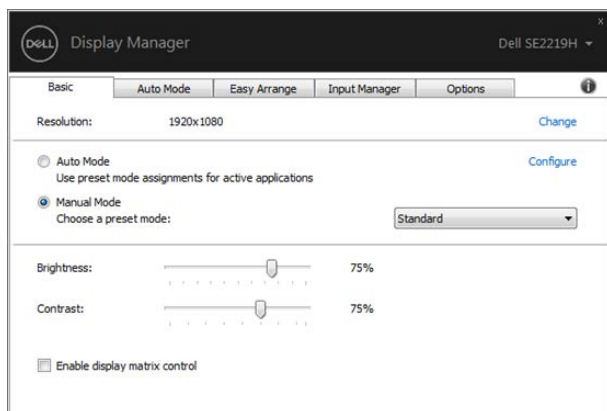 x
DELL Display Manager Dell SE2219H
Basic Auto Mode Easy Arrange Input Manager Options i
Resolution: 1920x1080 Change
Auto Mode Configure
Use preset mode assignments for active applications
Manual Mode
Choose a preset mode: Standard
Brightness: 75%
Contrast: 75%
Enable display matrix control